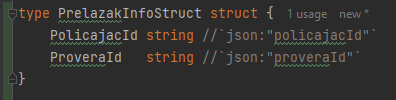 type PrelazakInfoStruct struct {   1 usage   new *
    PolicajacId string //`json:"policajacId"`
    ProveraId   string //`json:"proveraId"`
}